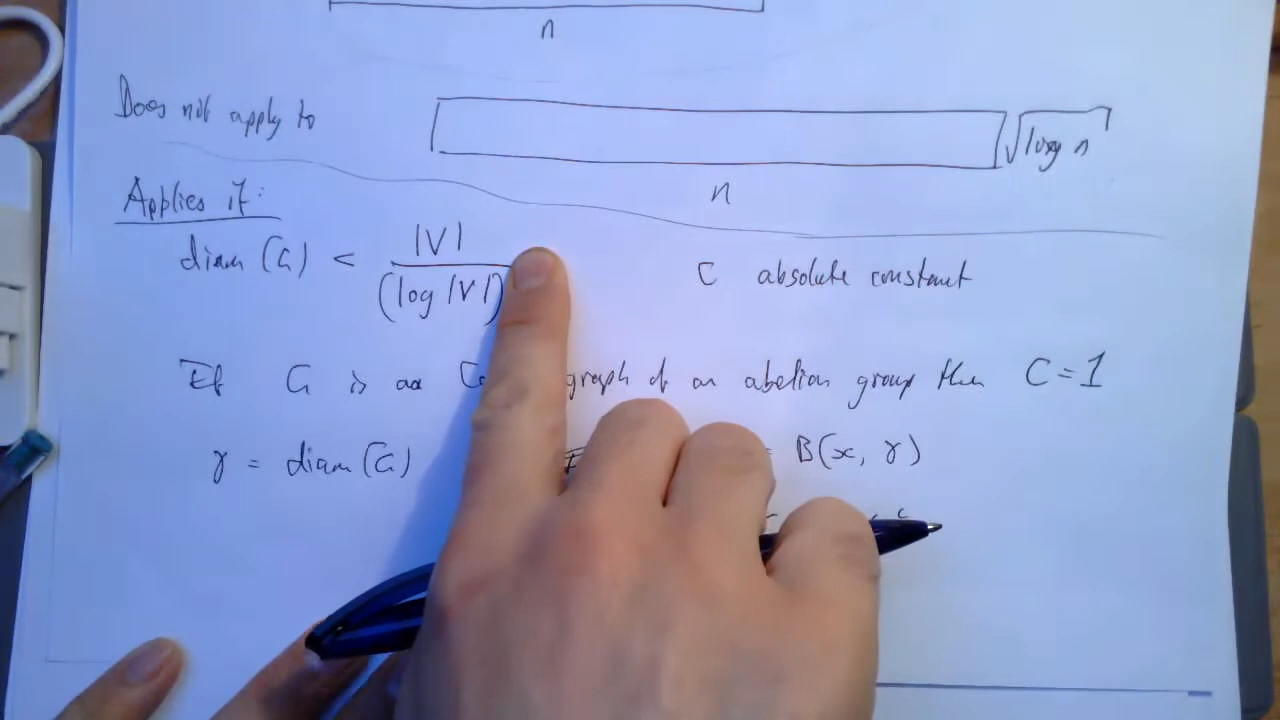 n
Does not apply to √log n
n
Applies if:
diam (G) < |V| / (log |V|) C absolute constant
If G is a graph of an abelian group then C = 1
γ = diam (G) = B(x, γ)